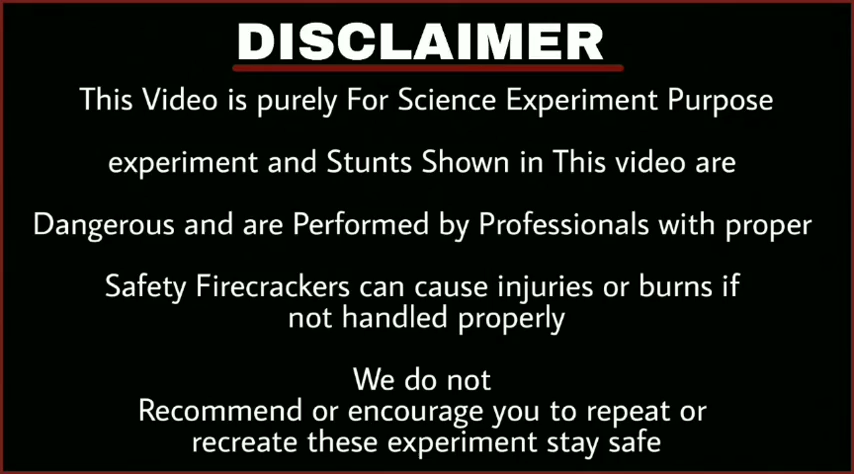 DISCLAIMER
This Video is purely For Science Experiment Purpose
experiment and Stunts Shown in This video are
Dangerous and are Performed by Professionals with proper
Safety Firecrackers can cause injuries or burns if
not handled properly
We do not
Recommend or encourage you to repeat or
recreate these experiment stay safe